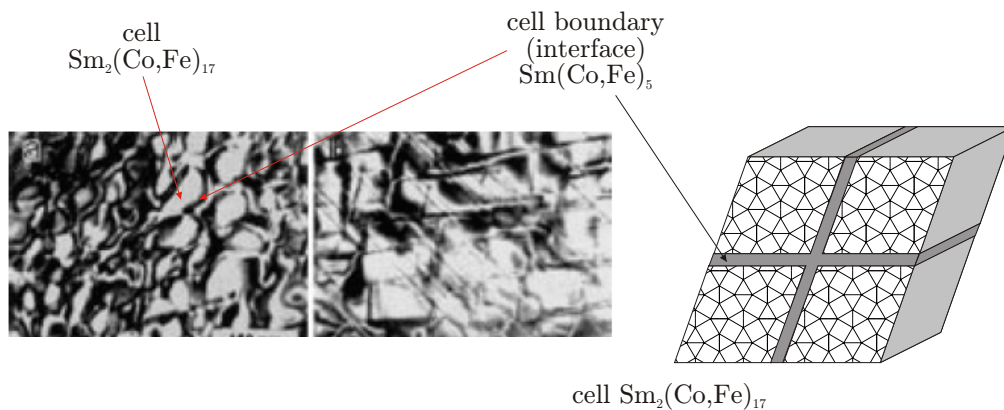 cell
Sm₂(Co,Fe)₁₇
cell boundary
(interface)
Sm(Co,Fe)₅
cell Sm₂(Co,Fe)₁₇